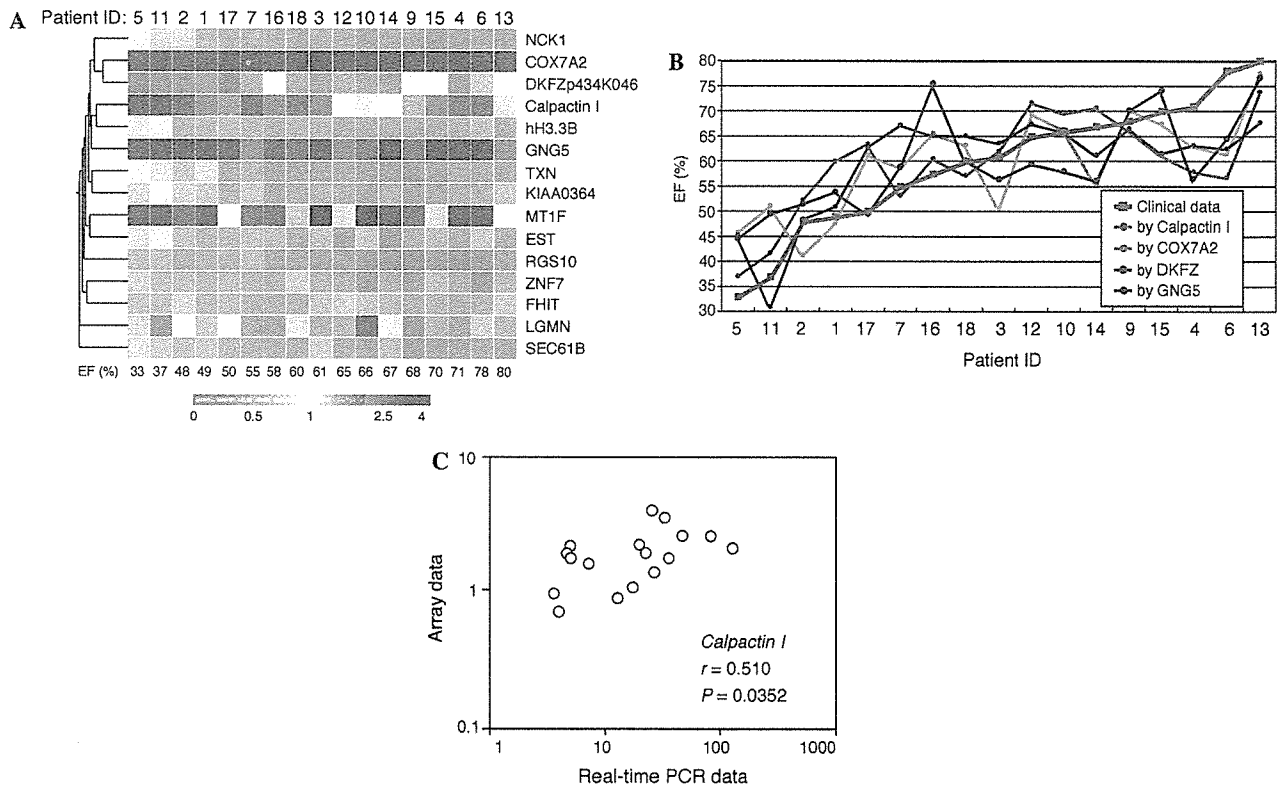 A
Patient ID: 5 11 2 1 17 7 16 18 3 12 10 14 9 15 4 6 13
NCK1
COX7A2
DKFZp434K046
Calpactin I
hH3.3B
GNG5
TXN
KIAA0364
MT1F
EST
RGS10
ZNF7
FHIT
LGMN
SEC61B
EF (%) 33 37 48 49 50 55 58 60 61 65 66 67 68 70 71 78 80
0 0.5 1 2.5 4
B
80
75
70
65
60
55
50
45
40
35
30
EF (%)
Clinical data
by Calpactin I
by COX7A2
by DKFZ
by GNG5
5 11 2 1 17 7 16 18 3 12 10 14 9 15 4 6 13
Patient ID
C
10
1
0.1
Array data
Calpactin I
r = 0.510
P = 0.0352
1 10 100 1000
Real-time PCR data